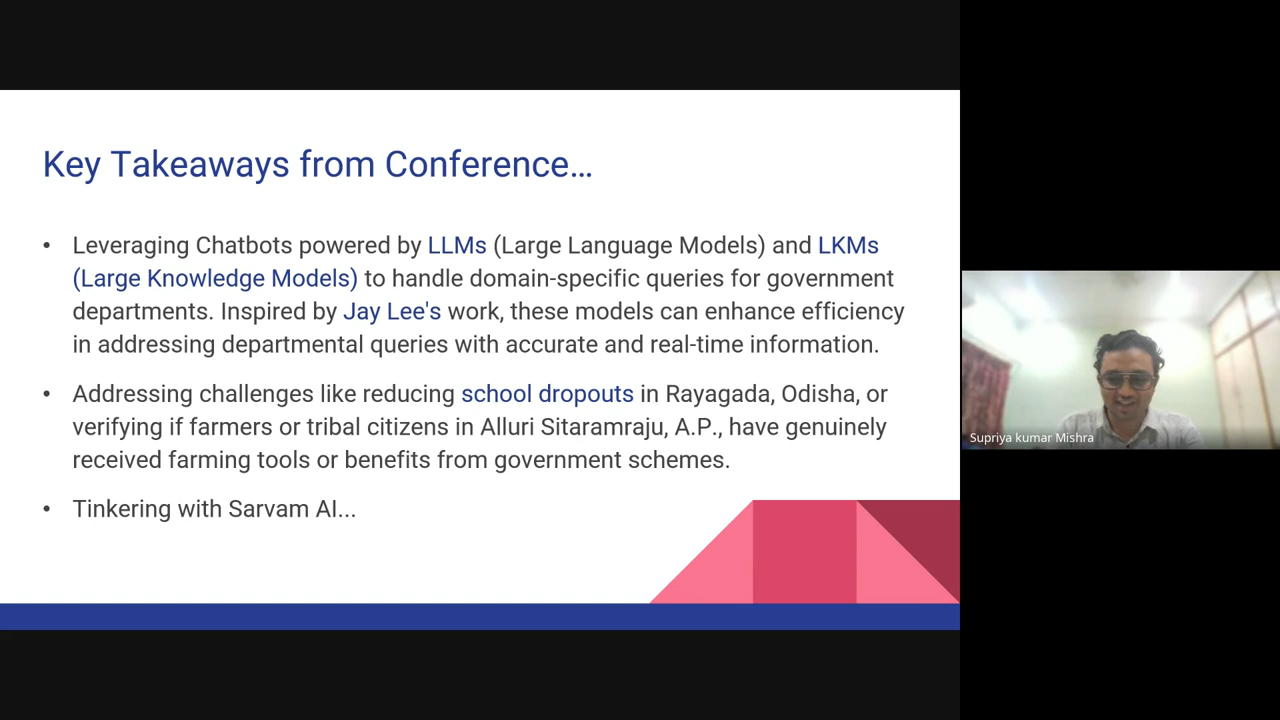 Key Takeaways from Conference...
• Leveraging Chatbots powered by LLMs (Large Language Models) and LKMs
(Large Knowledge Models) to handle domain-specific queries for government
departments. Inspired by Jay Lee's work, these models can enhance efficiency
in addressing departmental queries with accurate and real-time information.
• Addressing challenges like reducing school dropouts in Rayagada, Odisha, or
verifying if farmers or tribal citizens in Alluri Sitaramraju, A.P., have genuinely
received farming tools or benefits from government schemes.
• Tinkering with Sarvam AI...
Supriya kumar Mishra